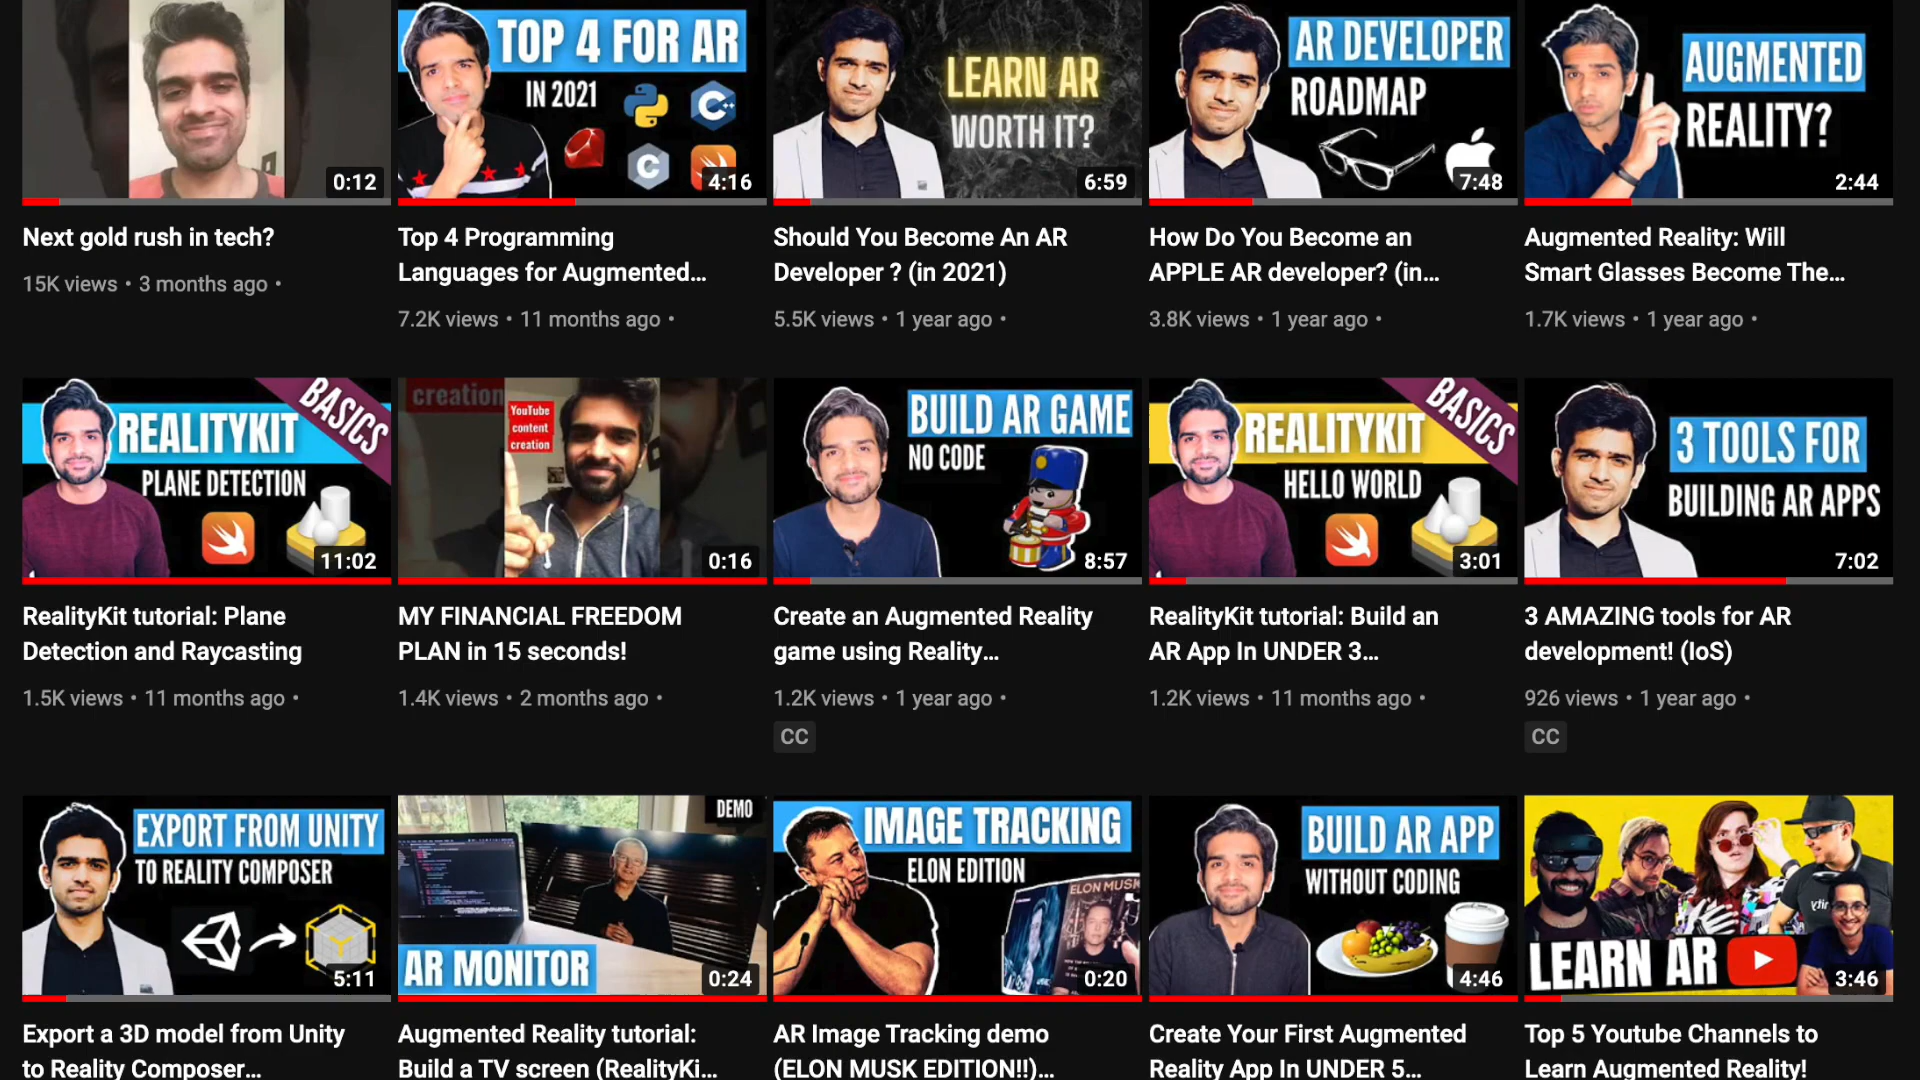 0:12
TOP 4 FOR AR
IN 2021
4:16
LEARN AR
WORTH IT?
6:59
AR DEVELOPER
ROADMAP
7:48
AUGMENTED
REALITY?
2:44
Next gold rush in tech?
15K views • 3 months ago •
Top 4 Programming
Languages for Augmented...
7.2K views • 11 months ago •
Should You Become An AR
Developer ? (in 2021)
5.5K views • 1 year ago •
How Do You Become an
APPLE AR developer? (in...
3.8K views • 1 year ago •
Augmented Reality: Will
Smart Glasses Become The...
1.7K views • 1 year ago •
BASICS
REALITYKIT
PLANE DETECTION
11:02
creation
YouTube
content
creation
0:16
BUILD AR GAME
NO CODE
8:57
BASICS
REALITYKIT
HELLO WORLD
3:01
3 TOOLS FOR
BUILDING AR APPS
7:02
RealityKit tutorial: Plane
Detection and Raycasting
1.5K views • 11 months ago •
MY FINANCIAL FREEDOM
PLAN in 15 seconds!
1.4K views • 2 months ago •
Create an Augmented Reality
game using Reality...
1.2K views • 1 year ago •
CC
RealityKit tutorial: Build an
AR App In UNDER 3...
1.2K views • 11 months ago •
3 AMAZING tools for AR
development! (IoS)
926 views • 1 year ago •
CC
EXPORT FROM UNITY
TO REALITY COMPOSER
5:11
DEMO
AR MONITOR
0:24
IMAGE TRACKING
ELON EDITION
ELON MUSK
0:20
BUILD AR APP
WITHOUT CODING
4:46
LEARN AR
3:46
Export a 3D model from Unity
to Reality Composer...
Augmented Reality tutorial:
Build a TV screen (RealityKi...
AR Image Tracking demo
(ELON MUSK EDITION!!)...
Create Your First Augmented
Reality App In UNDER 5...
Top 5 Youtube Channels to
Learn Augmented Reality!